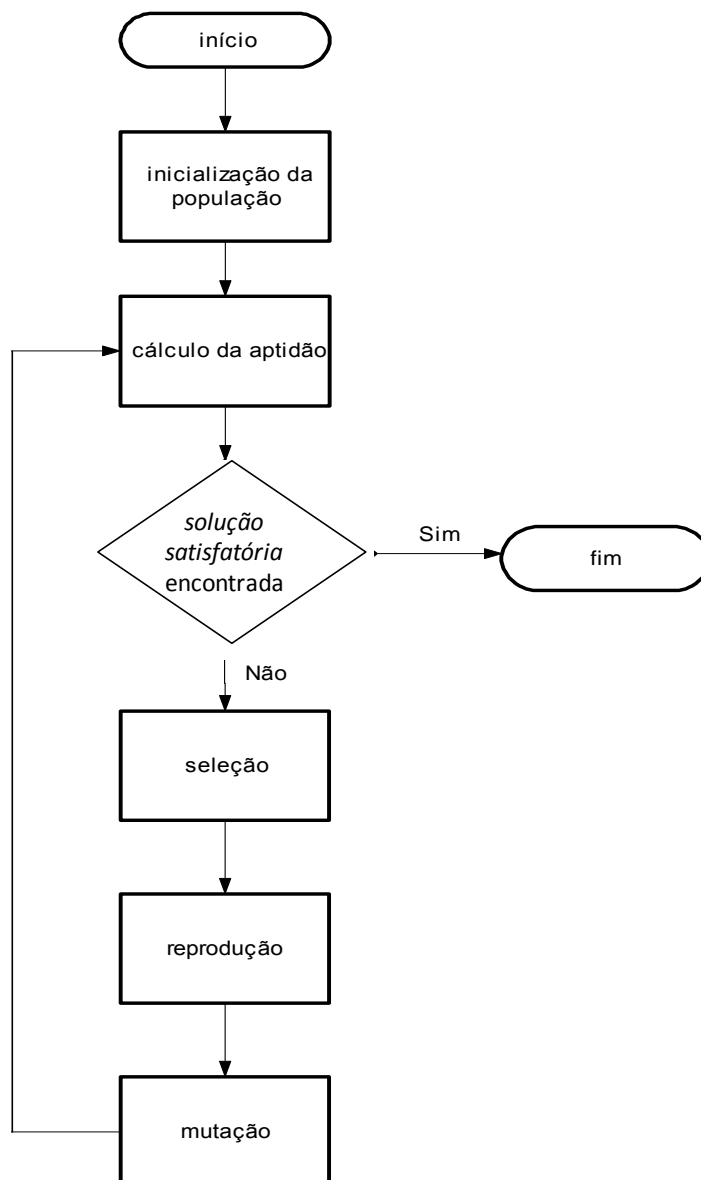 início
inicialização da
população
cálculo da aptidão
solução
satisfatória
encontrada
Sim
fim
Não
seleção
reprodução
mutação